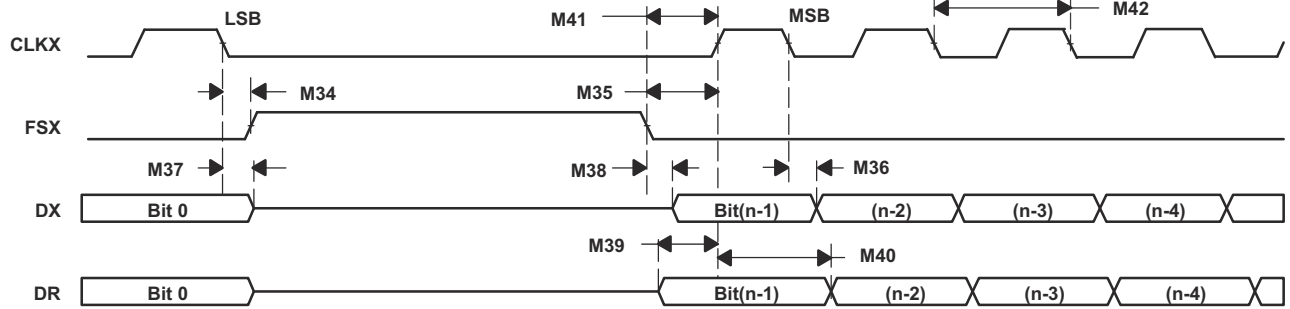 LSB M41 MSB M42
CLKX
M34 M35
FSX
M37 M38 M36
DX Bit 0 Bit(n-1) (n-2) (n-3) (n-4)
M39 M40
DR Bit 0 Bit(n-1) (n-2) (n-3) (n-4)